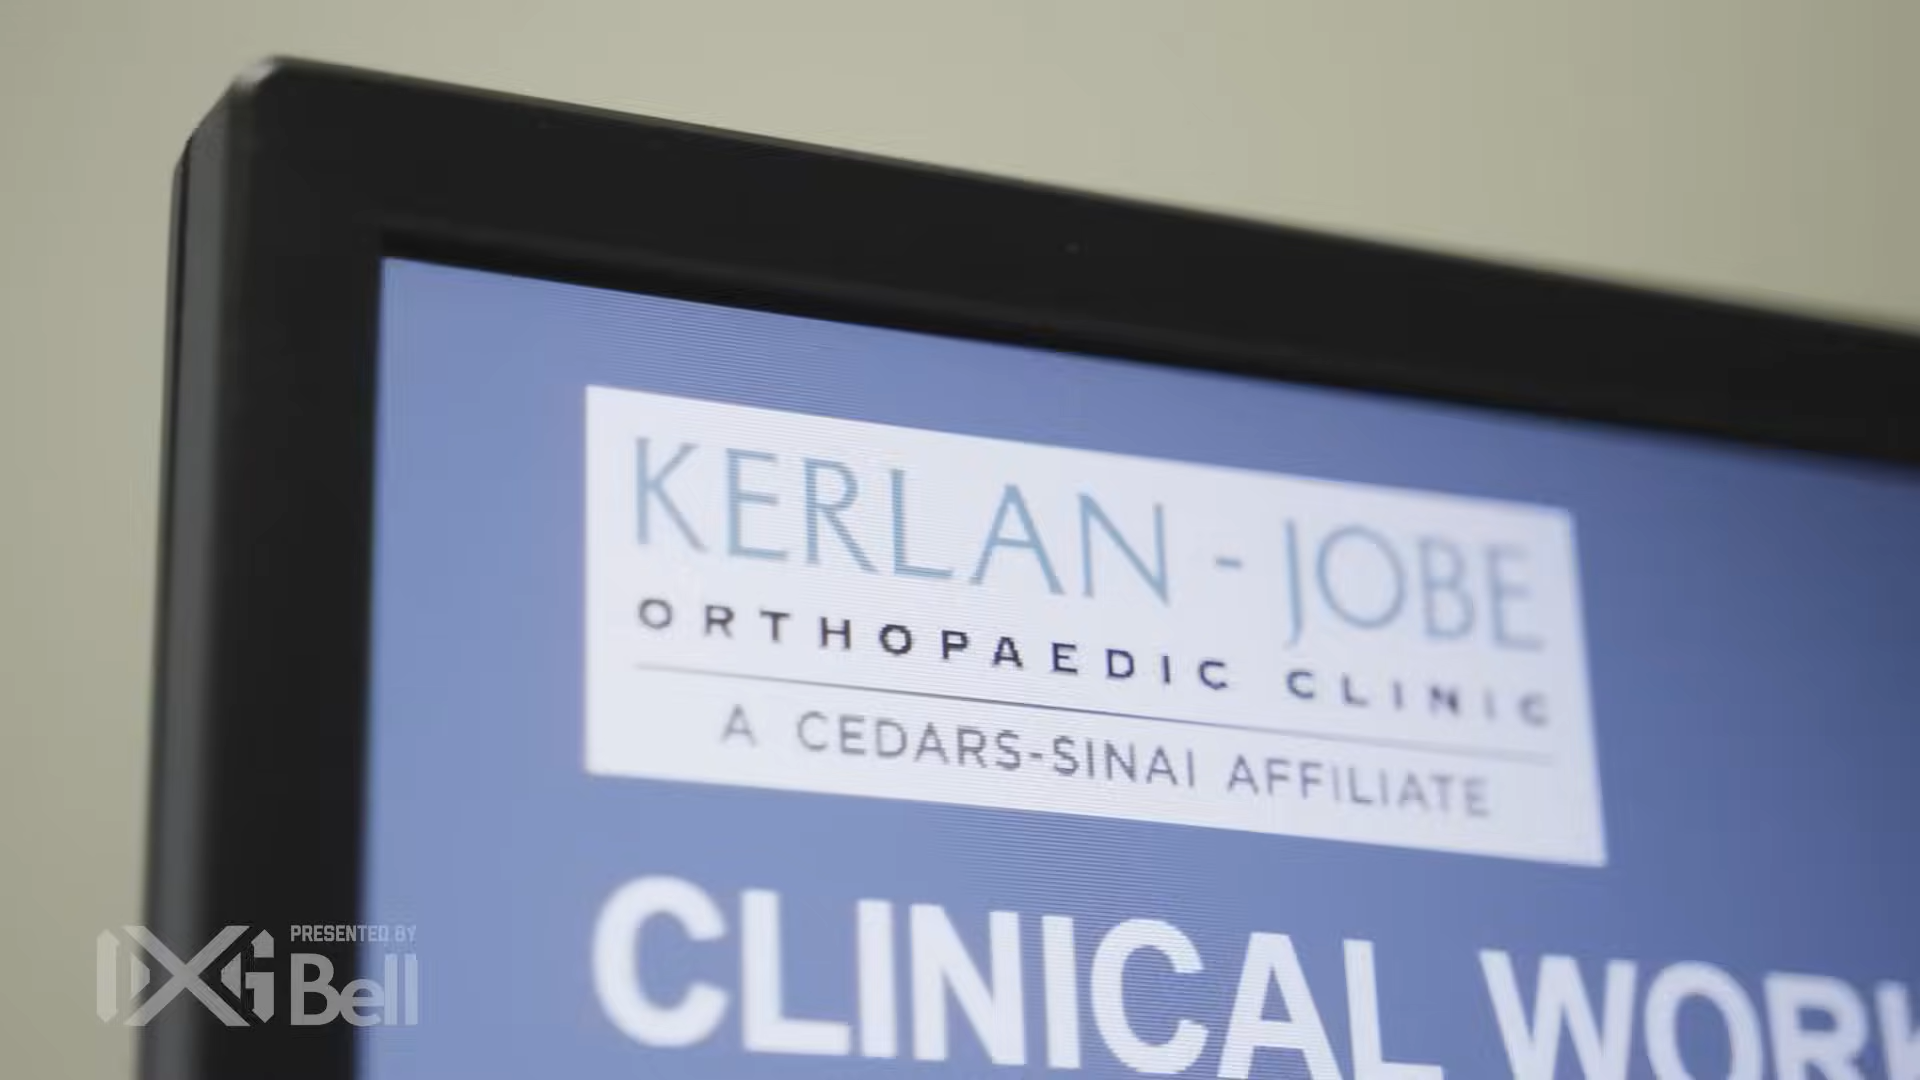 KERLAN - JOBE
ORTHOPAEDIC CLINIC
A CEDARS-SINAI AFFILIATE
CLINICAL
PRESENTED BY
Bell